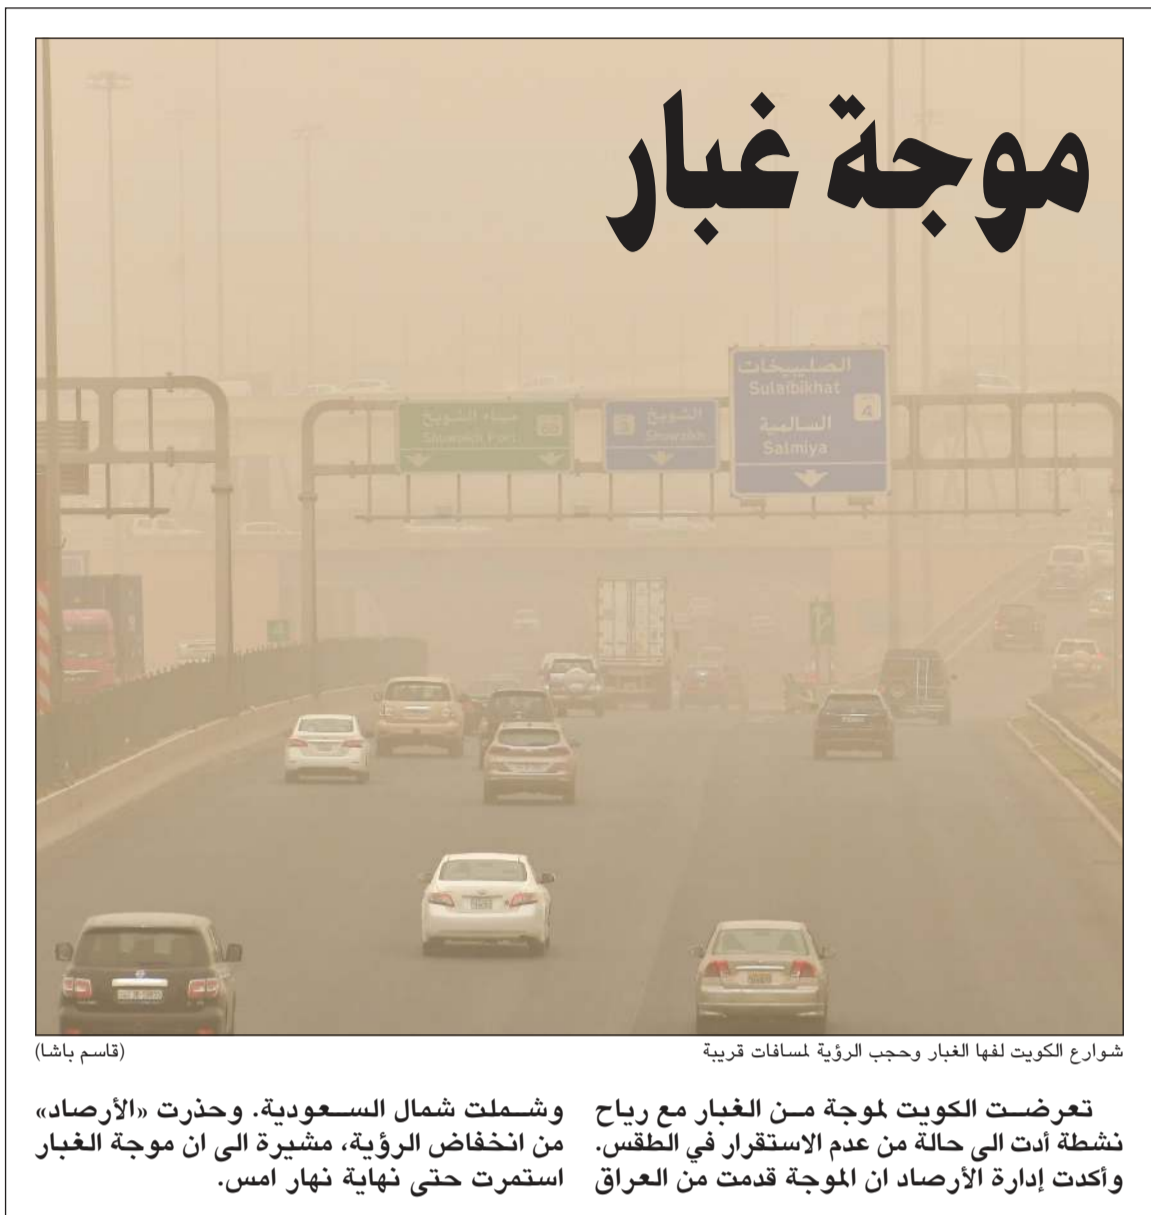 موجة غبار
الصليبيخات
Sulaibikhat
4
السالمية
Salmiya
الشويخ
Shuwaikh
ميناء الشويخ
Shuwaikh Port
شوارع الكويت لفها الغبار وحجب الرؤية لمسافات قريبة
(قاسم باشا)
تعرضت الكويت لموجة من الغبار مع رياح
نشطة أدت الى حالة من عدم الاستقرار في الطقس.
وأكدت إدارة الأرصاد ان الموجة قدمت من العراق
وشملت شمال السعودية. وحذرت «الأرصاد»
من انخفاض الرؤية، مشيرة الى ان موجة الغبار
استمرت حتى نهاية نهار امس.